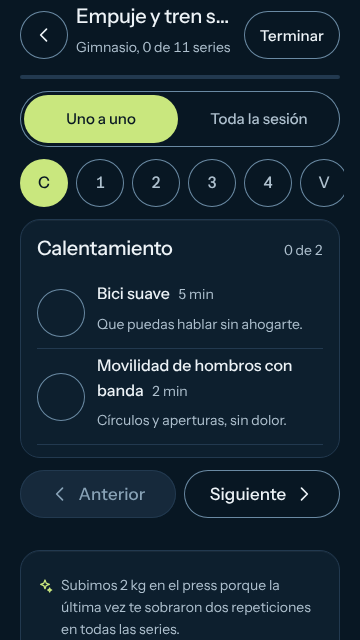 Empuje y tren s...
Gimnasio, 0 de 11 series
Terminar
Uno a uno
Toda la sesión
C
1
2
3
4
V
Calentamiento
0 de 2
Bici suave 5 min
Que puedas hablar sin ahogarte.
Movilidad de hombros con
banda 2 min
Círculos y aperturas, sin dolor.
Anterior
Siguiente
Subimos 2 kg en el press porque la
última vez te sobraron dos repeticiones
en todas las series.